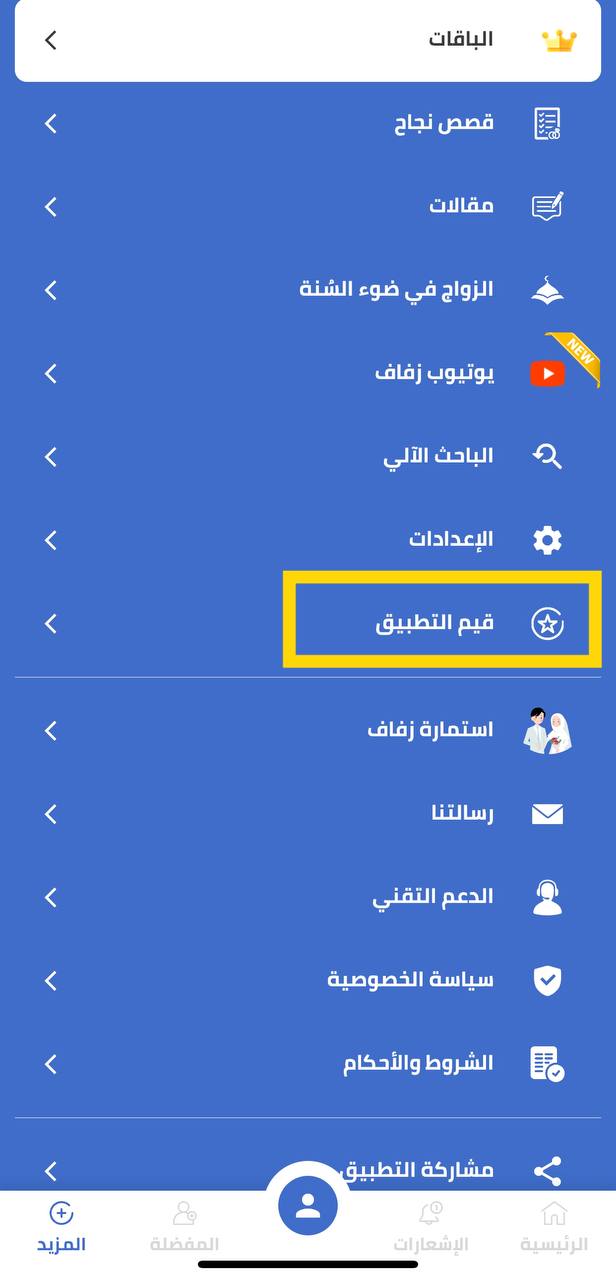 الباقات
قصص نجاح
مقالات
الزواج في ضوء السُنة
NEW
يوتيوب زفاف
الباحث الآلي
الإعدادات
قيم التطبيق
استمارة زفاف
رسالتنا
الدعم التقني
سياسة الخصوصية
الشروط والأحكام
مشاركة التطبيق
الرئيسية
1
الإشعارات
المفضلة
المزيد